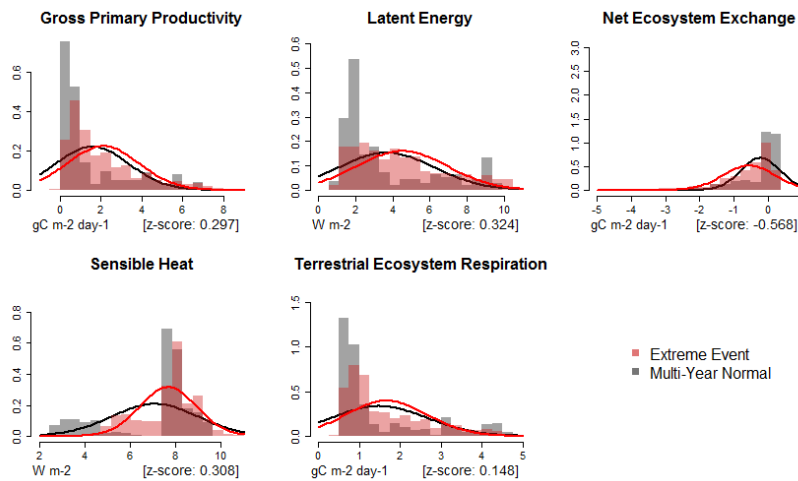 Gross Primary Productivity
Latent Energy
Net Ecosystem Exchange
0.0 0.2 0.4 0.6
0 2 4 6 8
gC m-2 day-1 [z-score: 0.297]
0.0 0.1 0.2 0.3 0.4 0.5 0.6
0 2 4 6 8 10
W m-2 [z-score: 0.324]
0.0 0.5 1.0 1.5 2.0 2.5 3.0
-5 -4 -3 -2 -1 0
gC m-2 day-1 [z-score: -0.568]
Sensible Heat
Terrestrial Ecosystem Respiration
0.0 0.2 0.4 0.6 0.8
2 4 6 8 10
W m-2 [z-score: 0.308]
0.0 0.5 1.0 1.5
0 1 2 3 4 5
gC m-2 day-1 [z-score: 0.148]
Extreme Event
Multi-Year Normal